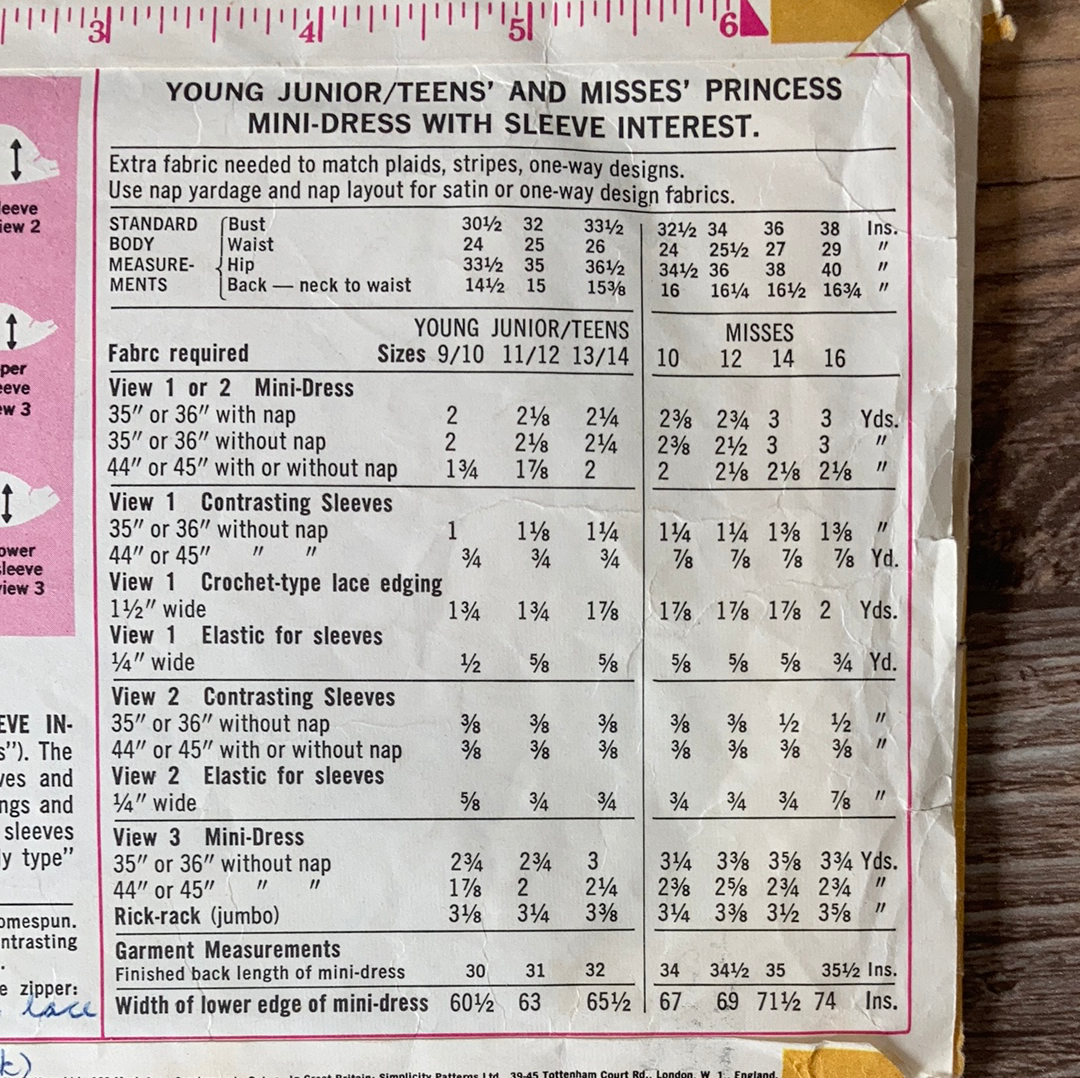 3 4 5 6
YOUNG JUNIOR/TEENS' AND MISSES' PRINCESS
MINI-DRESS WITH SLEEVE INTEREST.
Extra fabric needed to match plaids, stripes, one-way designs.
Use nap yardage and nap layout for satin or one-way design fabrics.
STANDARD Bust 30½ 32 33½ 32½ 34 36 38 Ins.
BODY Waist 24 25 26 24 25½ 27 29 "
MEASURE- Hip 33½ 35 36½ 34½ 36 38 40 "
MENTS Back — neck to waist 14½ 15 15⅜ 16 16¼ 16½ 16¾ "
YOUNG JUNIOR/TEENS MISSES
Fabrc required Sizes 9/10 11/12 13/14 10 12 14 16
View 1 or 2 Mini-Dress
35" or 36" with nap 2 2⅛ 2¼ 2⅜ 2¾ 3 3 Yds.
35" or 36" without nap 2 2⅛ 2¼ 2⅜ 2½ 3 3 "
44" or 45" with or without nap 1¾ 1⅞ 2 2 2⅛ 2⅛ 2⅛ "
View 1 Contrasting Sleeves
35" or 36" without nap 1 1⅛ 1¼ 1¼ 1¼ 1⅜ 1⅜ "
44" or 45" " " ¾ ¾ ¾ ⅞ ⅞ ⅞ ⅞ Yd.
View 1 Crochet-type lace edging
1½" wide 1¾ 1¾ 1⅞ 1⅞ 1⅞ 1⅞ 2 Yds.
View 1 Elastic for sleeves
¼" wide ½ ⅝ ⅝ ⅝ ⅝ ⅝ ¾ Yd.
View 2 Contrasting Sleeves
35" or 36" without nap ⅜ ⅜ ⅜ ⅜ ⅜ ½ ½ "
44" or 45" with or without nap ⅜ ⅜ ⅜ ⅜ ⅜ ⅜ ⅜ "
View 2 Elastic for sleeves
¼" wide ⅝ ¾ ¾ ¾ ¾ ¾ ⅞ "
View 3 Mini-Dress
35" or 36" without nap 2¾ 2¾ 3 3¼ 3⅜ 3⅝ 3¾ Yds.
44" or 45" " " 1⅞ 2 2¼ 2⅜ 2⅝ 2¾ 2¾ "
Rick-rack (jumbo) 3⅛ 3¼ 3⅜ 3¼ 3⅜ 3½ 3⅝ "
Garment Measurements
Finished back length of mini-dress 30 31 32 34 34½ 35 35½ Ins.
Width of lower edge of mini-dress 60½ 63 65½ 67 69 71½ 74 Ins.
leeve
iew 2
per
eeve
ew 3
ower
sleeve
view 3
EVE IN-
s"). The
ves and
ngs and
sleeves
ly type"
omespun.
ntrasting
.
e zipper:
lace
k)
in Great Britain: Simplicity Patterns Ltd., 39-45 Tottenham Court Rd., London, W. 1, England.